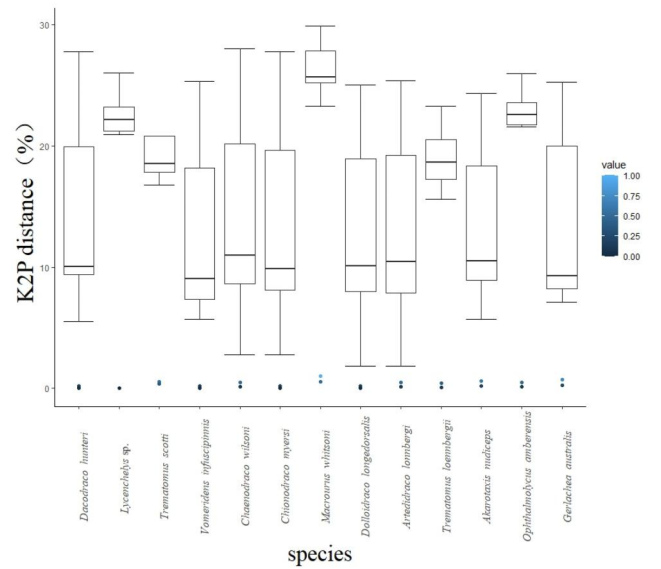 K2P distance (%)
30
20
10
0
value
1.00
0.75
0.50
0.25
0.00
Dacodraco hunteri
Lycenchelys sp.
Trematomus scotti
Vomeridens infuscipinnis
Chaenodraco wilsoni
Chionodraco myersi
Macrourus whitsoni
Dolloidraco longedorsalis
Artedidraco lonnbergi
Trematomus loennbergii
Akarotaxis nudiceps
Ophthalmolycus amberensis
Gerlachea australis
species